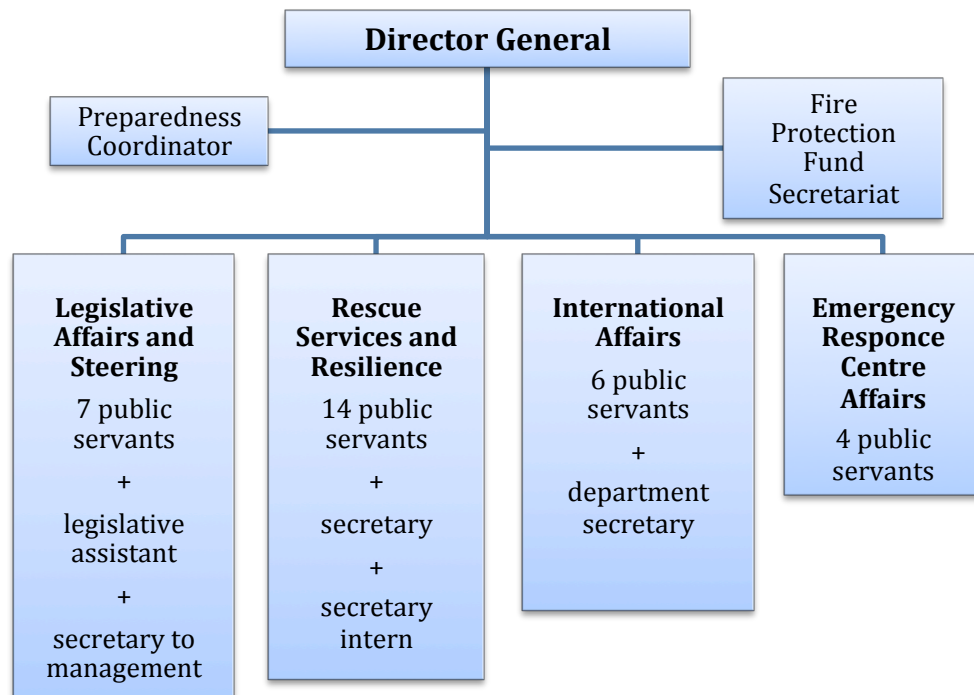 Director General
Preparedness
Coordinator
Fire
Protection
Fund
Secretariat
Legislative
Affairs and
Steering
7 public
servants
+
legislative
assistant
+
secretary to
management
Rescue
Services and
Resilience
14 public
servants
+
secretary
+
secretary
intern
International
Affairs
6 public
servants
+
department
secretary
Emergency
Responce
Centre
Affairs
4 public
servants